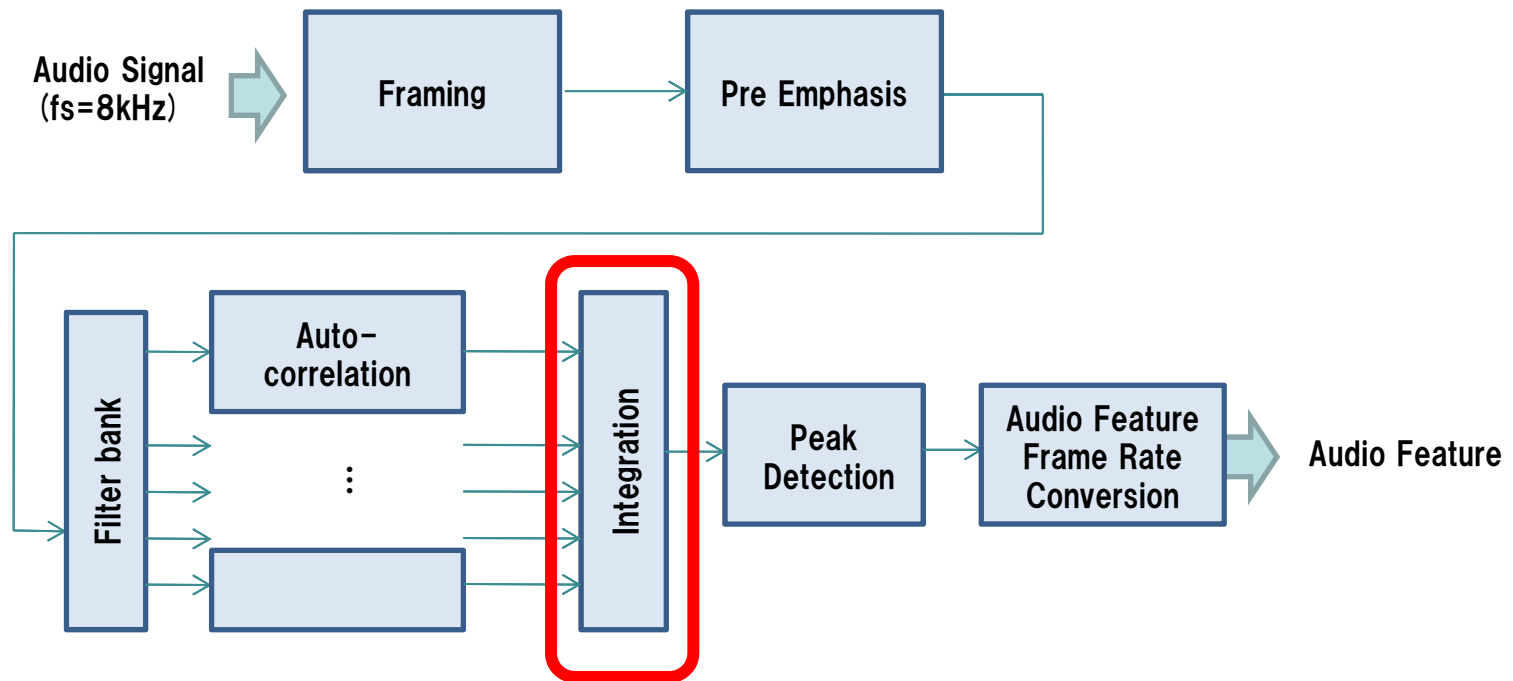 Audio Signal
(fs=8kHz)
Framing
Pre Emphasis
Filter bank
Auto-
correlation
⋮
Integration
Peak
Detection
Audio Feature
Frame Rate
Conversion
Audio Feature